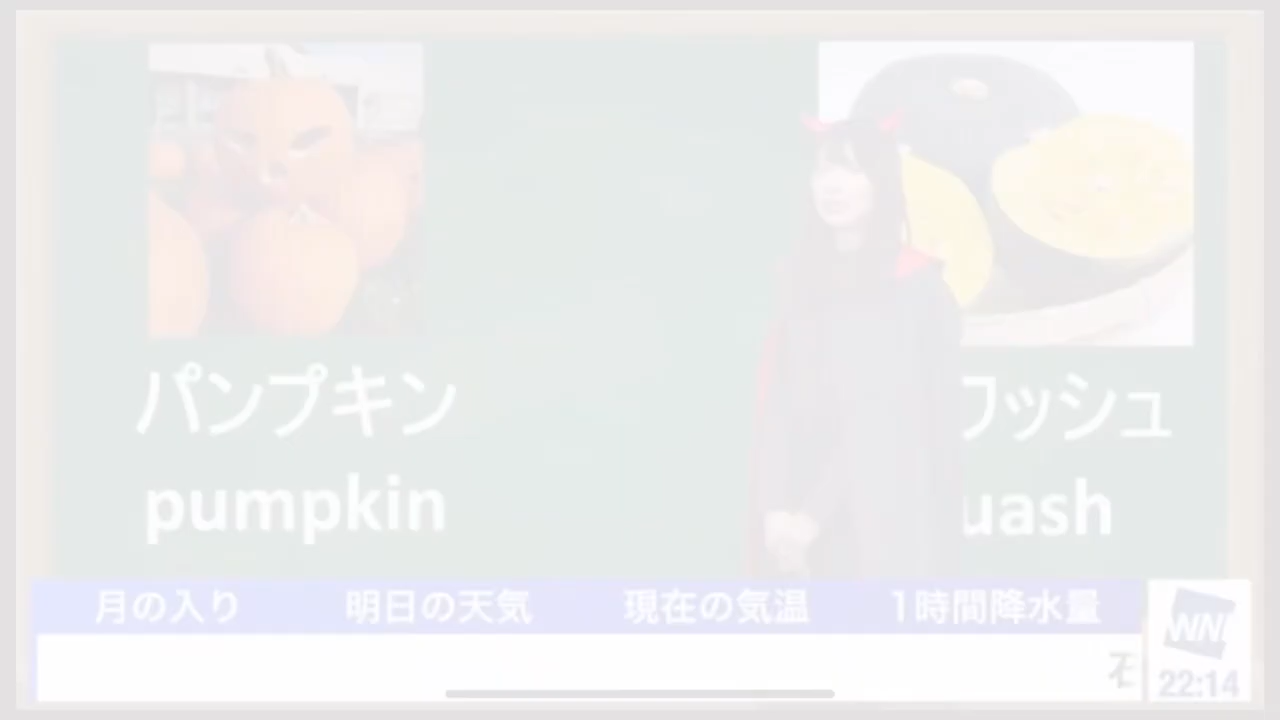 パンプキン
pumpkin
ワッシュ
uash
月の入り 明日の天気 現在の気温 1時間降水量
WN
22:14